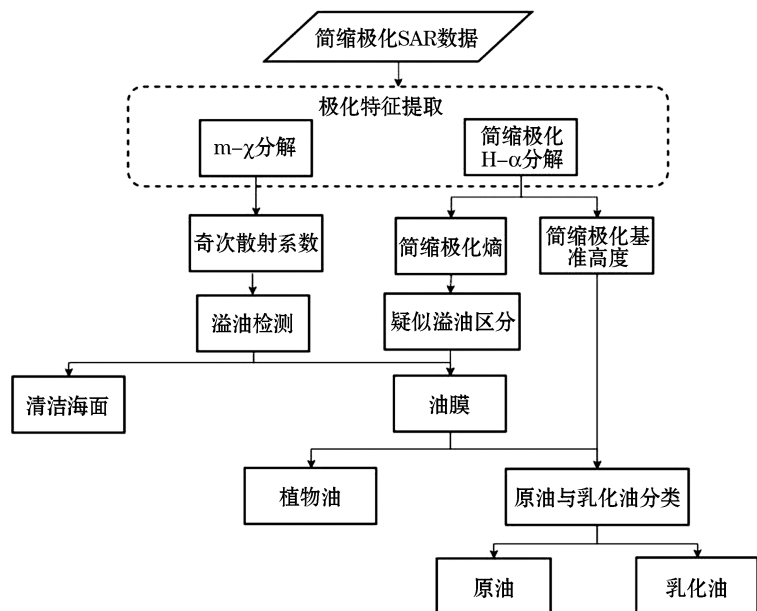 简缩极化SAR数据
极化特征提取
m-χ分解
简缩极化
H-α分解
奇次散射系数
简缩极化熵
简缩极化基
准高度
溢油检测
疑似溢油区分
清洁海面
油膜
植物油
原油与乳化油分类
原油
乳化油